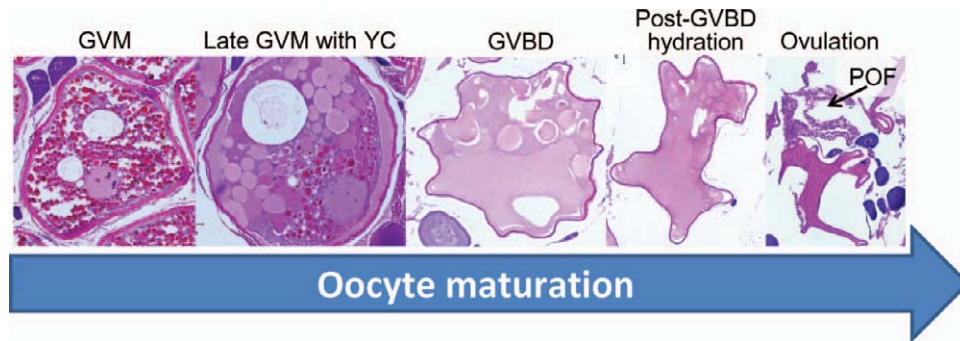 GVM
Late GVM with YC
GVBD
Post-GVBD
hydration
Ovulation
POF
Oocyte maturation